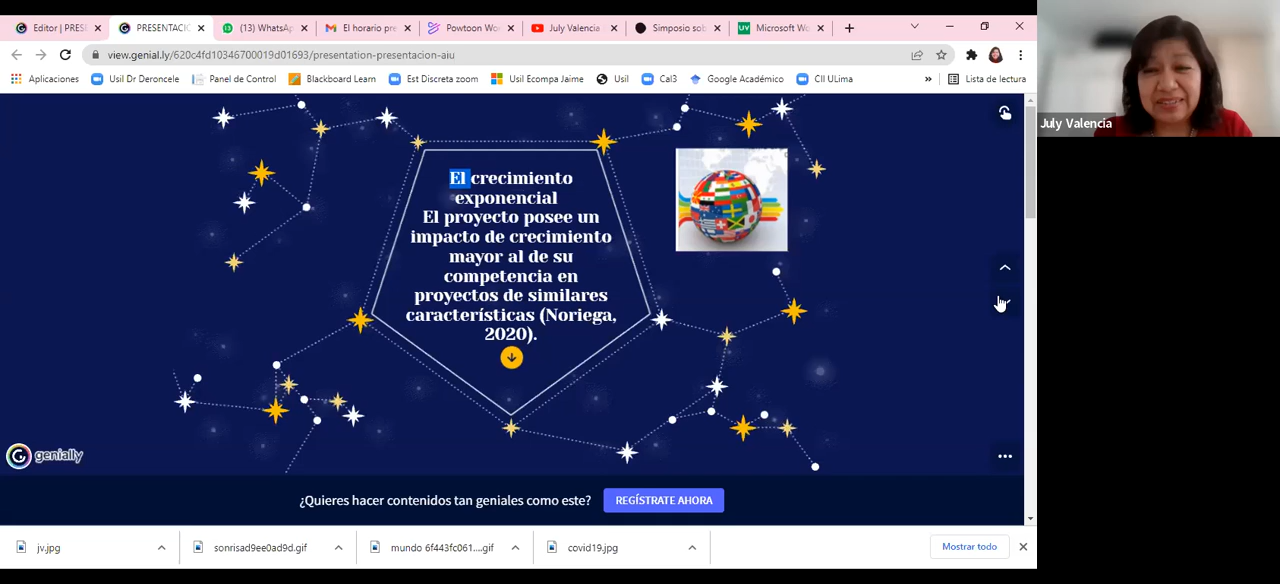 Editor | PRESENT
PRESENTACI
(13) WhatsAp
El horario pre
Powtoon Wo
July Valencia
Simposio sob
Microsoft Wo
view.genial.ly/620c4fd10346700019d01693/presentation-presentacion-aiu
Aplicaciones
Usil Dr Deroncele
Panel de Control
Blackboard Learn
Est Discreta zoom
Usil Ecompa Jaime
Usil
Cal3
Google Académico
CII ULima
»
Lista de lectura
July Valencia
El crecimiento
exponencial
El proyecto posee un
impacto de crecimiento
mayor al de su
competencia en
proyectos de similares
características (Noriega,
2020).
genially
¿Quieres hacer contenidos tan geniales como este?
REGÍSTRATE AHORA
jv.jpg
sonrisad9ee0ad9d.gif
mundo 6f443fc061....gif
covid19.jpg
Mostrar todo